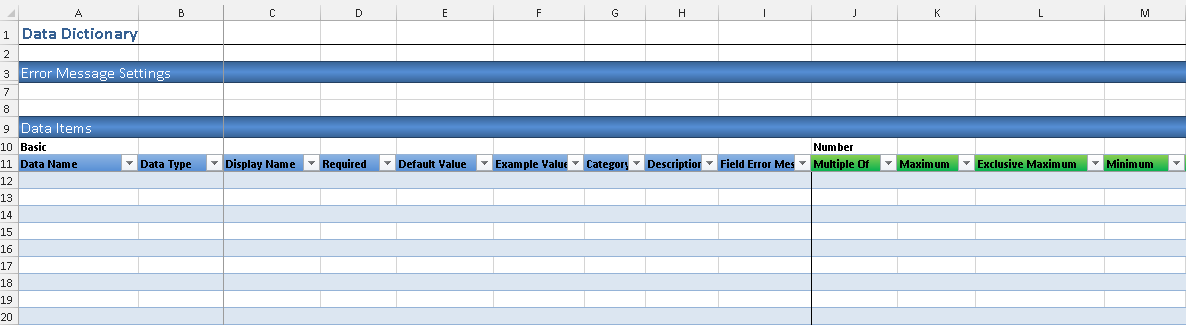 A B C D E F G H I J K L M
1 Data Dictionary
2
3 Error Message Settings
7
8
9 Data Items
10 Basic Number
11 Data Name Data Type Display Name Required Default Value Example Value Category Description Field Error Mes Multiple Of Maximum Exclusive Maximum Minimum
12
13
14
15
16
17
18
19
20